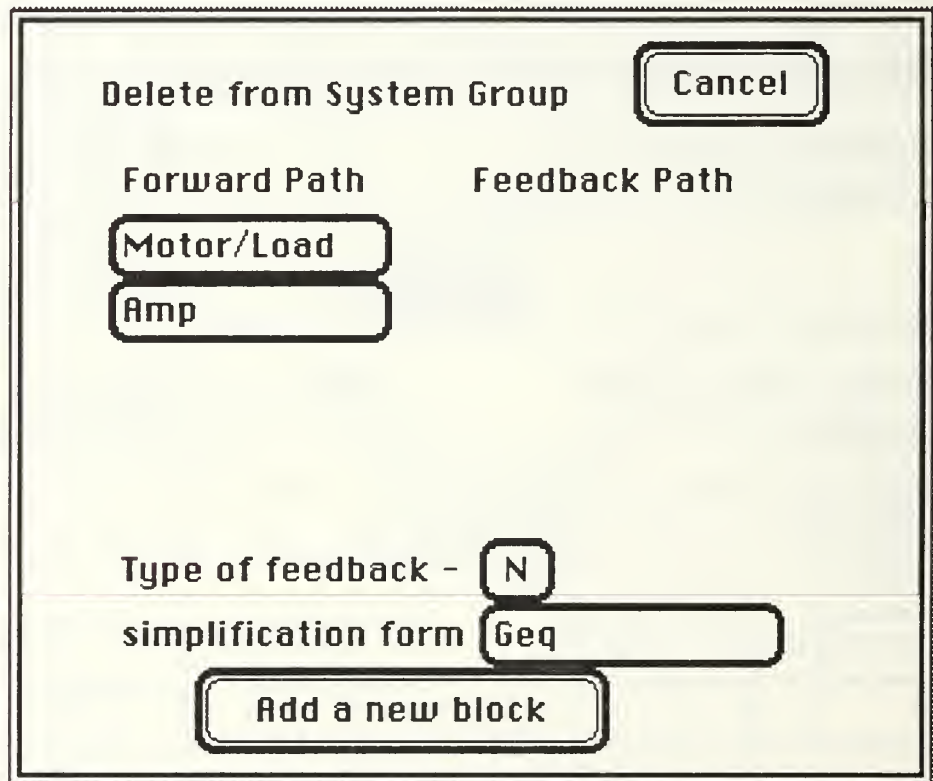 Delete from System Group
Cancel
Forward Path
Feedback Path
Motor/Load
Amp
Type of feedback - N
simplification form Geq
Add a new block